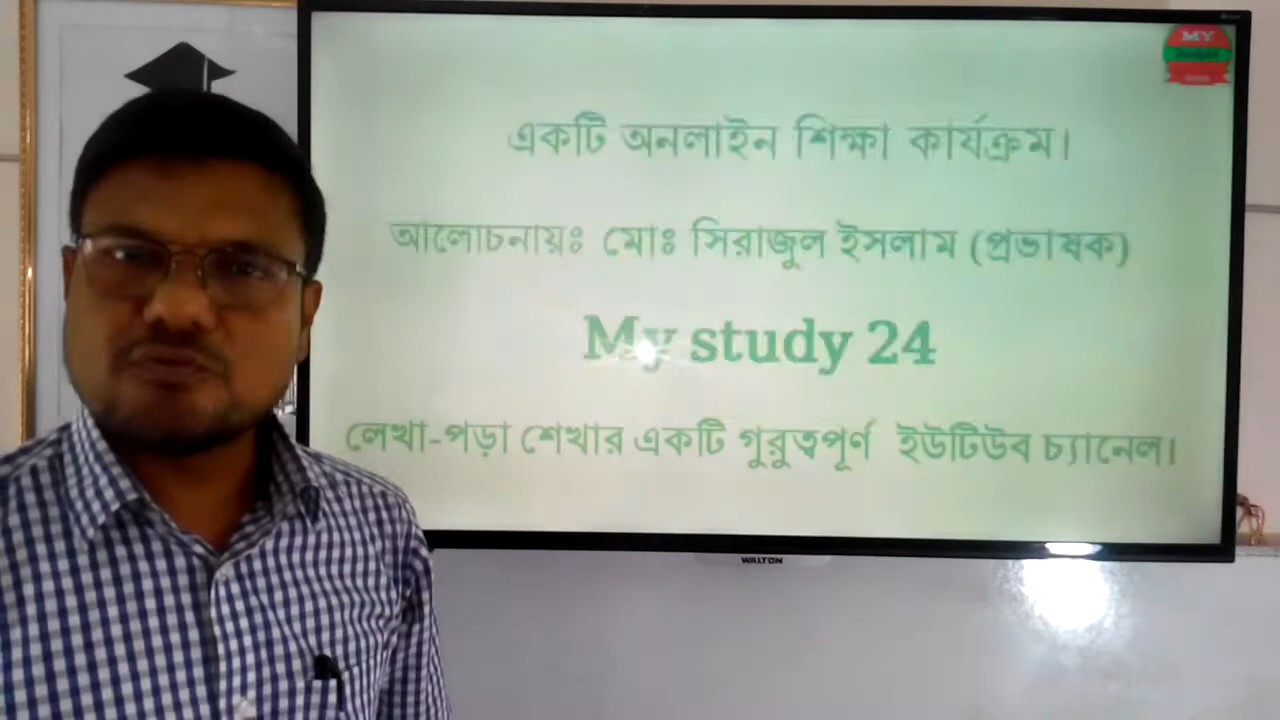 MY
একটি অনলাইন শিক্ষা কার্যক্রম।
আলোচনায়ঃ মোঃ সিরাজুল ইসলাম (প্রভাষক)
My study 24
লেখা-পড়া শেখার একটি গুরুত্বপূর্ণ ইউটিউব চ্যানেল।
WALTON